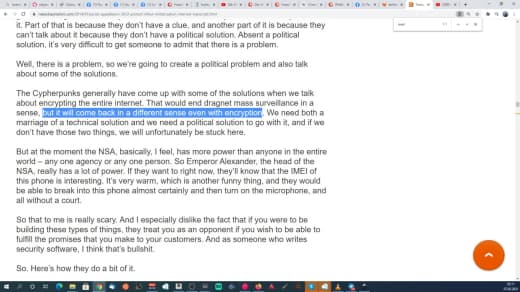 it. Part of that is because they don't have a clue, and another part of it is because they
can't talk about it because they don't have a political solution. Absent a political
solution, it's very difficult to get someone to admit that there is a problem.
Well, there is a problem, so we're going to create a political problem and also talk
about some of the solutions.
The Cypherpunks generally have come up with some of the solutions when we talk
about encrypting the entire internet. That would end dragnet mass surveillance in a
sense, but it will come back in a different sense even with encryption. We need both a
marriage of a technical solution and we need a political solution to go with it, and if we
don't have those two things, we will unfortunately be stuck here.
But at the moment the NSA, basically, I feel, has more power than anyone in the entire
world – any one agency or any one person. So Emperor Alexander, the head of the
NSA, really has a lot of power. If they want to right now, they'll know that the IMEI of
this phone is interesting. It's very warm, which is another funny thing, and they would
be able to break into this phone almost certainly and then turn on the microphone, and
all without a court.
So that to me is really scary. And I especially dislike the fact that if you were to be
building these types of things, they treat you as an opponent if you wish to be able to
fulfill the promises that you make to your customers. And as someone who writes
security software, I think that's bullshit.
So. Here's how they do a bit of it.